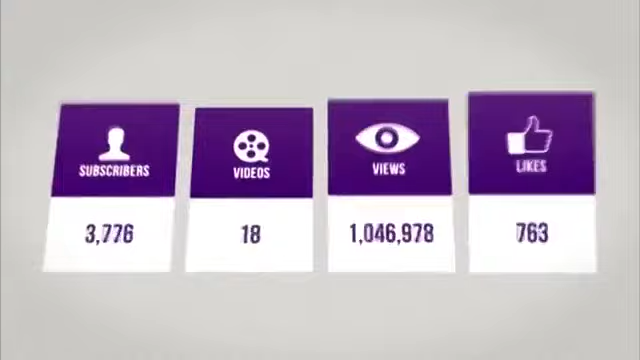 SUBSCRIBERS
3,776
VIDEOS
18
VIEWS
1,046,978
LIKES
763